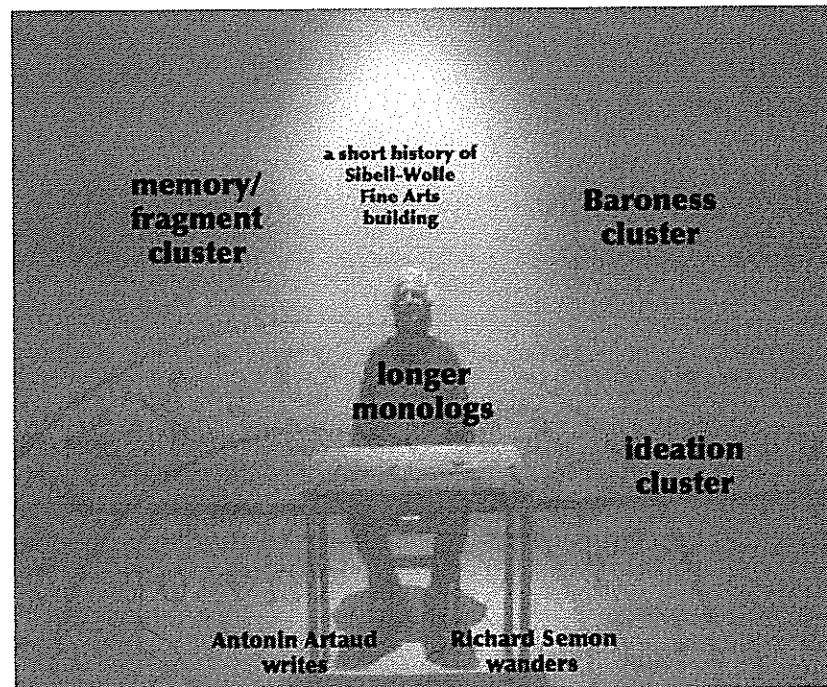 a short history of
Sibell-Wolle
Fine Arts
building
memory/
fragment
cluster
Baroness
cluster
longer
monologs
ideation
cluster
Antonin Artaud
writes
Richard Semon
wanders